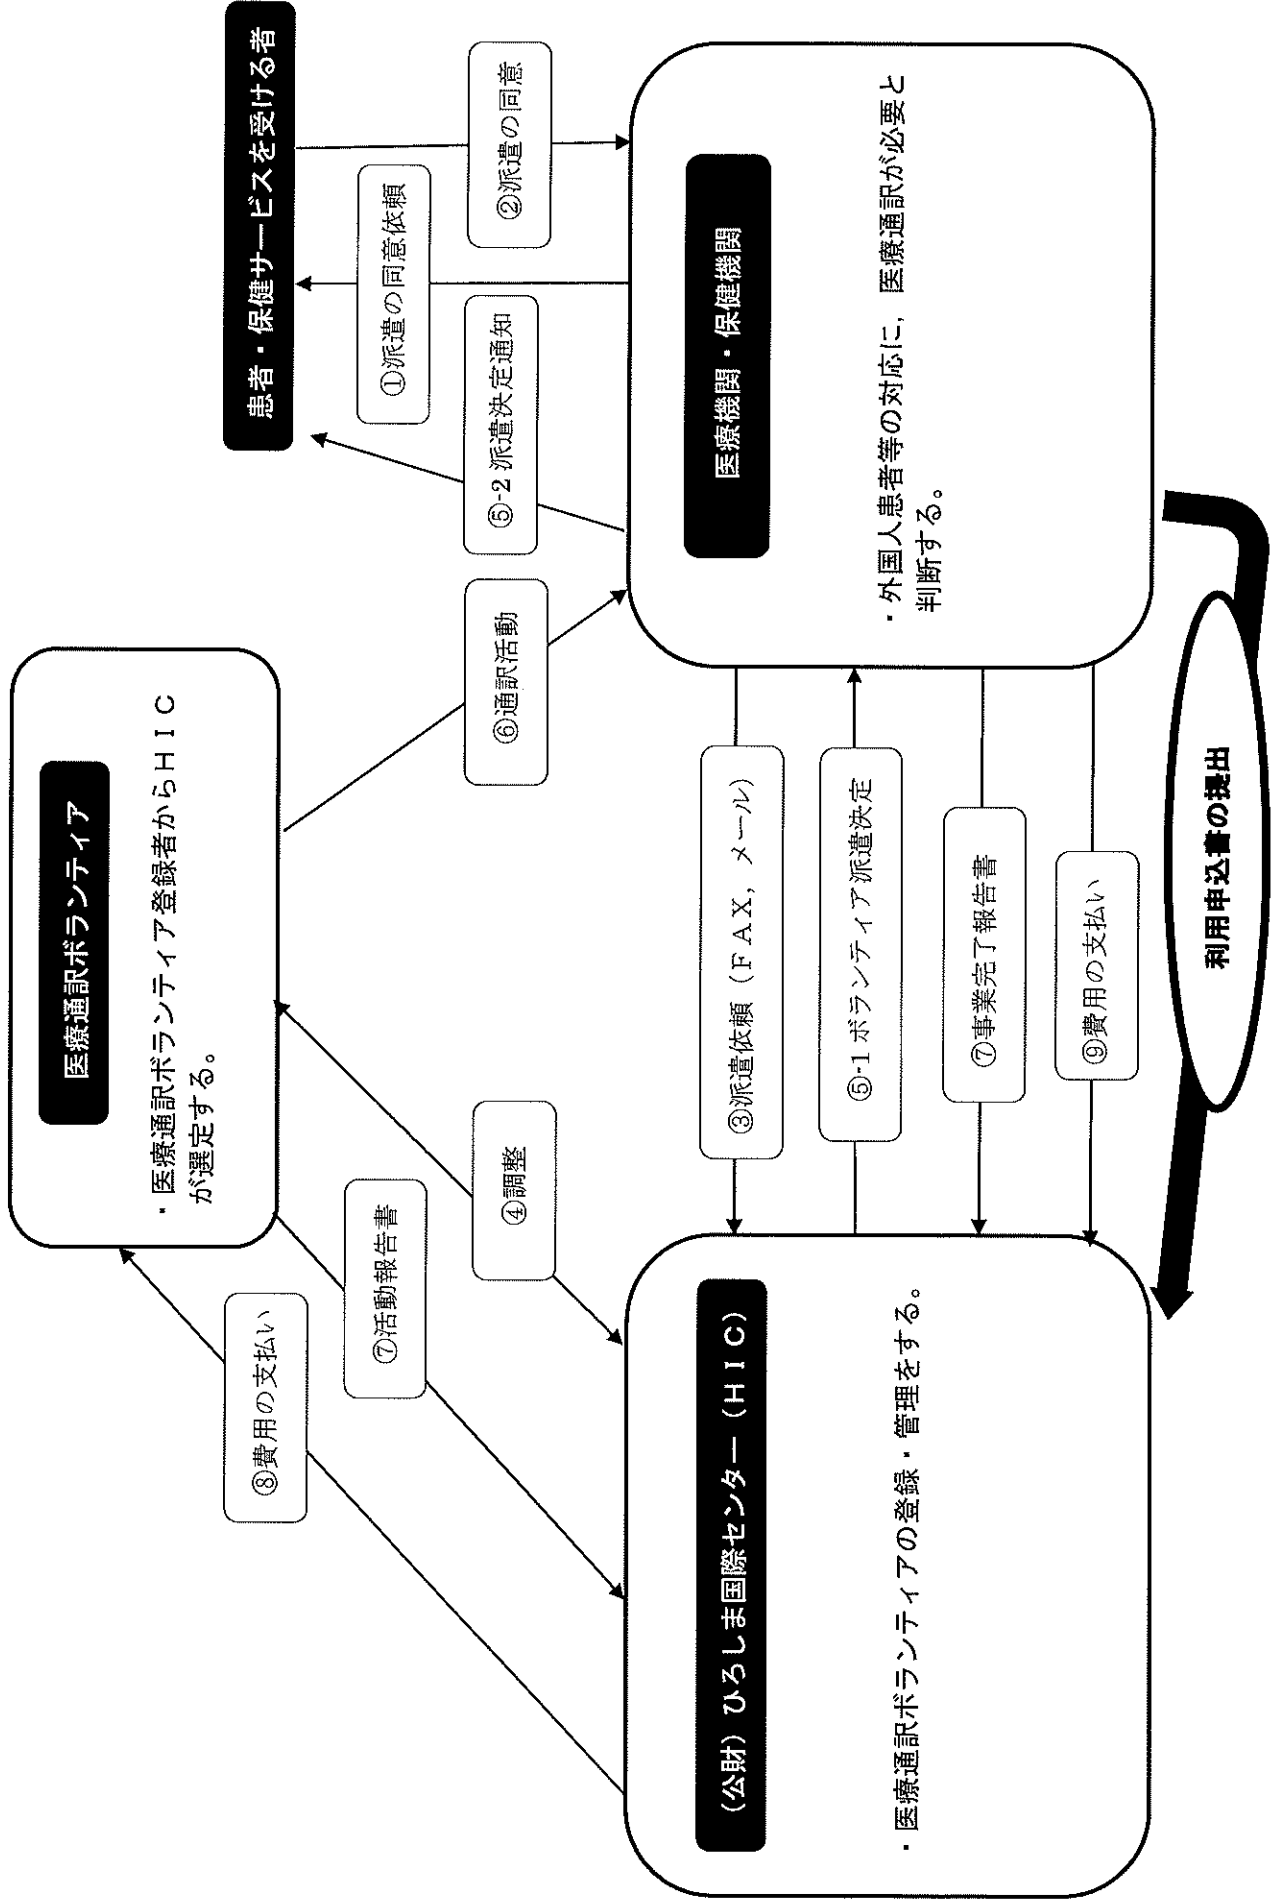 医療通訳ボランティア
・医療通訳ボランティア登録者からＨＩＣ
が選定する。
患者・保健サービスを受ける者
⑧費用の支払い
⑦活動報告書
④調整
⑥通訳活動
⑤-2 派遣決定通知
①派遣の同意依頼
②派遣の同意
（公財）ひろしま国際センター（ＨＩＣ）
・医療通訳ボランティアの登録・管理をする。
③派遣依頼（ＦＡＸ，メール）
⑤-1 ボランティア派遣決定
⑦事業完了報告書
⑨費用の支払い
医療機関・保健機関
・外国人患者等の対応に，医療通訳が必要と
判断する。
利用申込書の提出